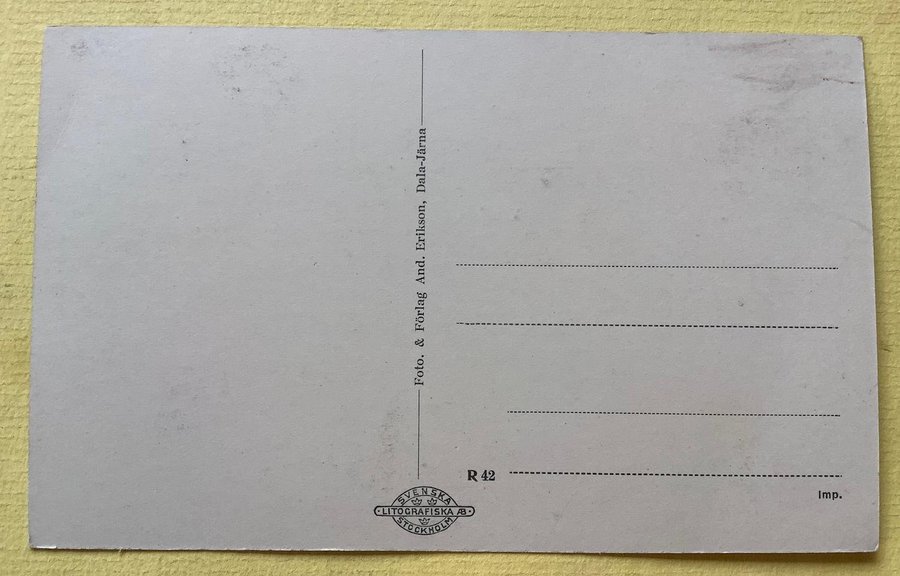 Foto. & Förlag And. Erikson, Dala-Järna
R 42
Imp.
SVENSKA
LITOGRAFISKA AB
STOCKHOLM